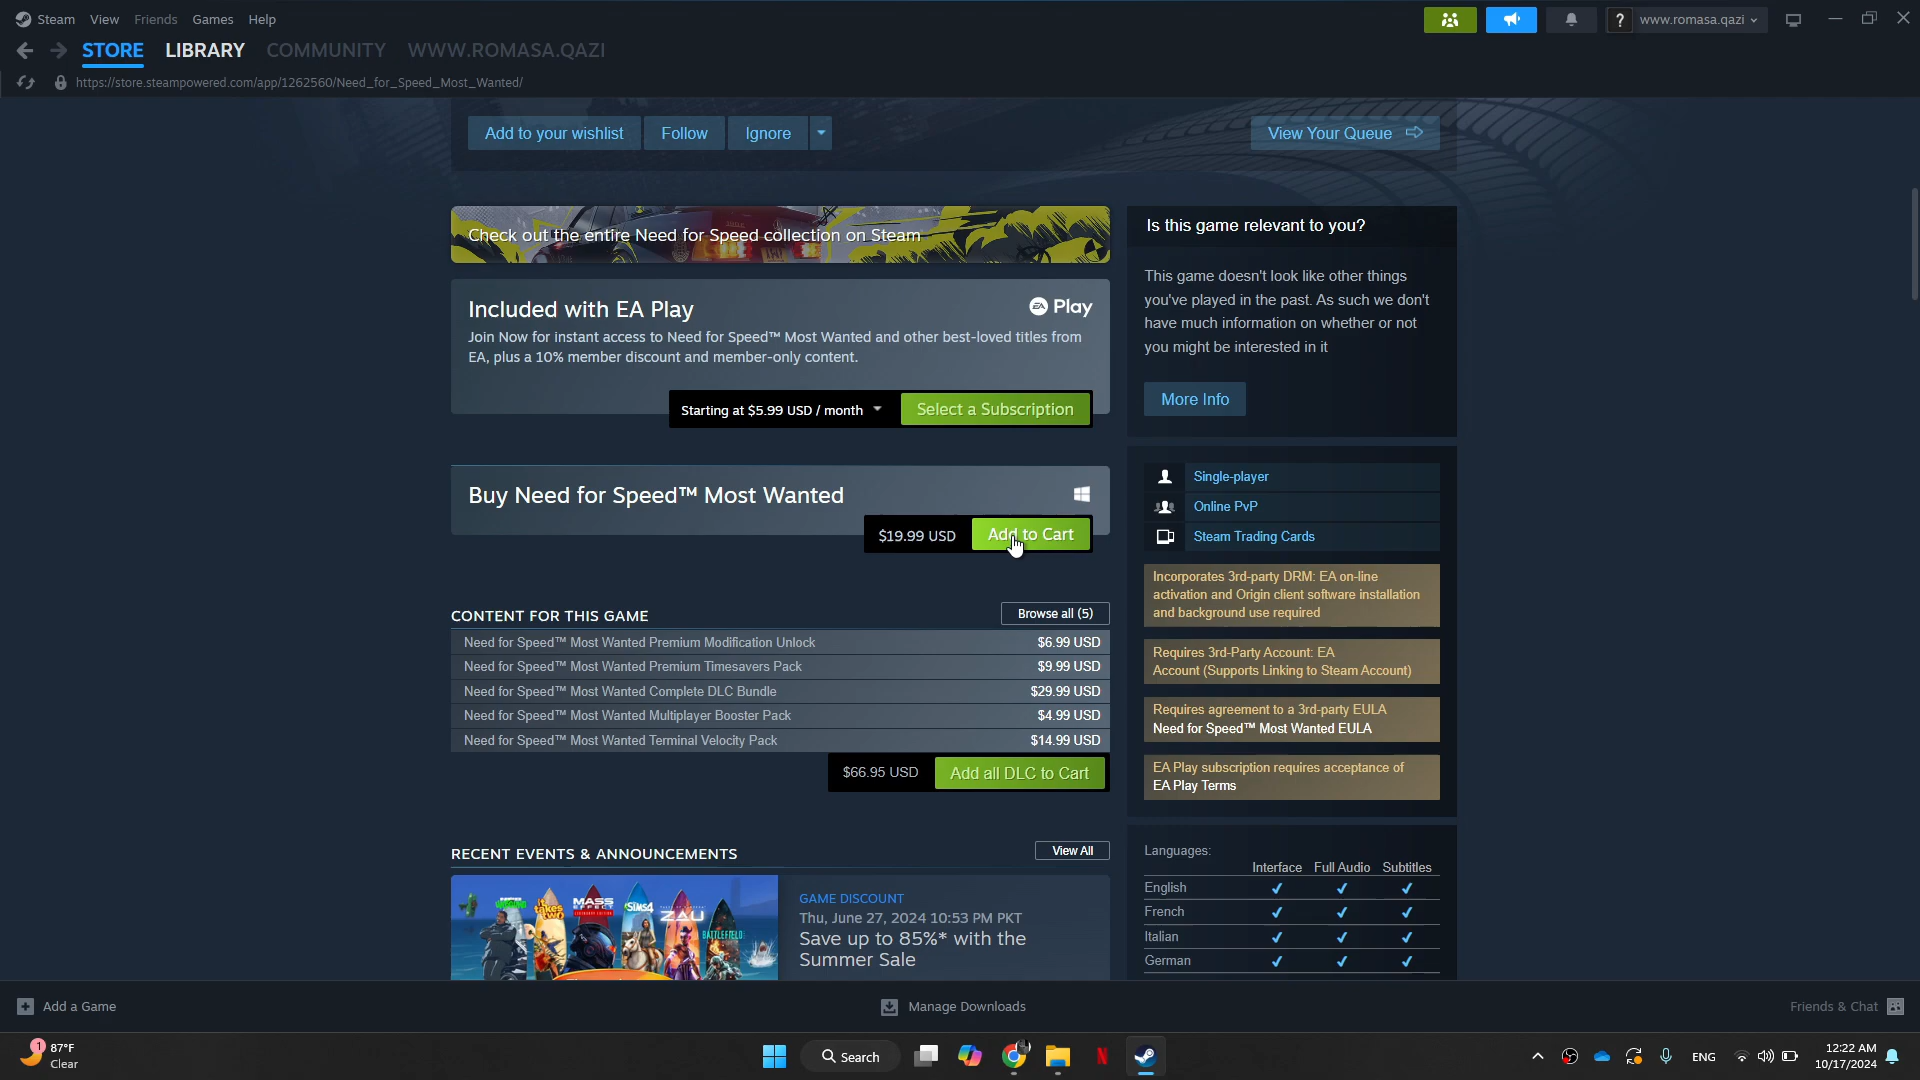 Steam View Friends Games Help
www.romasa.qazi
STORE LIBRARY COMMUNITY WWW.ROMASA.QAZI
https://store.steampowered.com/app/1262560/Need_for_Speed_Most_Wanted/
Add to your wishlist Follow Ignore View Your Queue
Check out the entire Need for Speed collection on Steam
Included with EA Play
EA Play
Join Now for instant access to Need for Speed™ Most Wanted and other best-loved titles from
EA, plus a 10% member discount and member-only content.
Starting at $5.99 USD / month Select a Subscription
Buy Need for Speed™ Most Wanted
$19.99 USD Add to Cart
CONTENT FOR THIS GAME Browse all (5)
Need for Speed™ Most Wanted Premium Modification Unlock $6.99 USD
Need for Speed™ Most Wanted Premium Timesavers Pack $9.99 USD
Need for Speed™ Most Wanted Complete DLC Bundle $29.99 USD
Need for Speed™ Most Wanted Multiplayer Booster Pack $4.99 USD
Need for Speed™ Most Wanted Terminal Velocity Pack $14.99 USD
$66.95 USD Add all DLC to Cart
RECENT EVENTS & ANNOUNCEMENTS View All
it takes two
MASS EFFECT
SIMS4
ZAU
BATTLEFIELD
GAME DISCOUNT
Thu, June 27, 2024 10:53 PM PKT
Save up to 85%* with the
Summer Sale
Is this game relevant to you?
This game doesn't look like other things
you've played in the past. As such we don't
have much information on whether or not
you might be interested in it
More Info
Single-player
Online PvP
Steam Trading Cards
Incorporates 3rd-party DRM: EA on-line
activation and Origin client software installation
and background use required
Requires 3rd-Party Account: EA
Account (Supports Linking to Steam Account)
Requires agreement to a 3rd-party EULA
Need for Speed™ Most Wanted EULA
EA Play subscription requires acceptance of
EA Play Terms
Languages:
Interface Full Audio Subtitles
English ✔ ✔ ✔
French ✔ ✔ ✔
Italian ✔ ✔ ✔
German ✔ ✔ ✔
Add a Game Manage Downloads Friends & Chat
1
87°F
Clear
Search
ENG
12:22 AM
10/17/2024